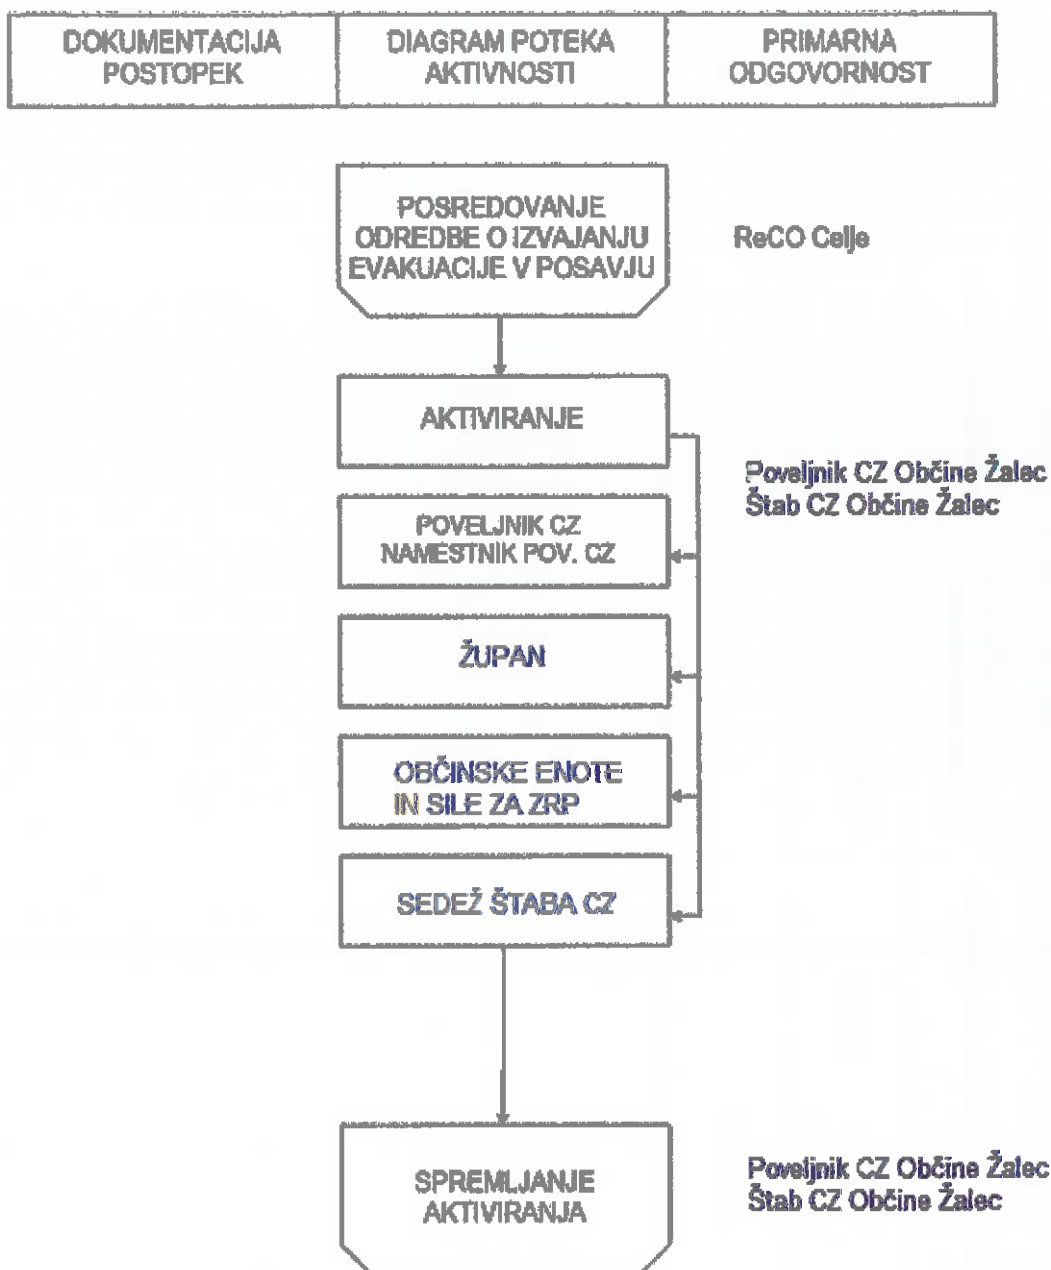 DOKUMENTACIJA
POSTOPEK
DIAGRAM POTEKA
AKTIVNOSTI
PRIMARNA
ODGOVORNOST
POSREDOVANJE
ODREDBE O IZVAJANJU
EVAKUACIJE V POSAVJU
ReCO Celje
AKTIVIRANJE
Poveljnik CZ Občine Žalec
Štab CZ Občine Žalec
POVELJNIK CZ
NAMESTNIK POV. CZ
ŽUPAN
OBČINSKE ENOTE
IN SILE ZA ZRP
SEDEŽ ŠTABA CZ
SPREMLJANJE
AKTIVIRANJA
Poveljnik CZ Občine Žalec
Štab CZ Občine Žalec